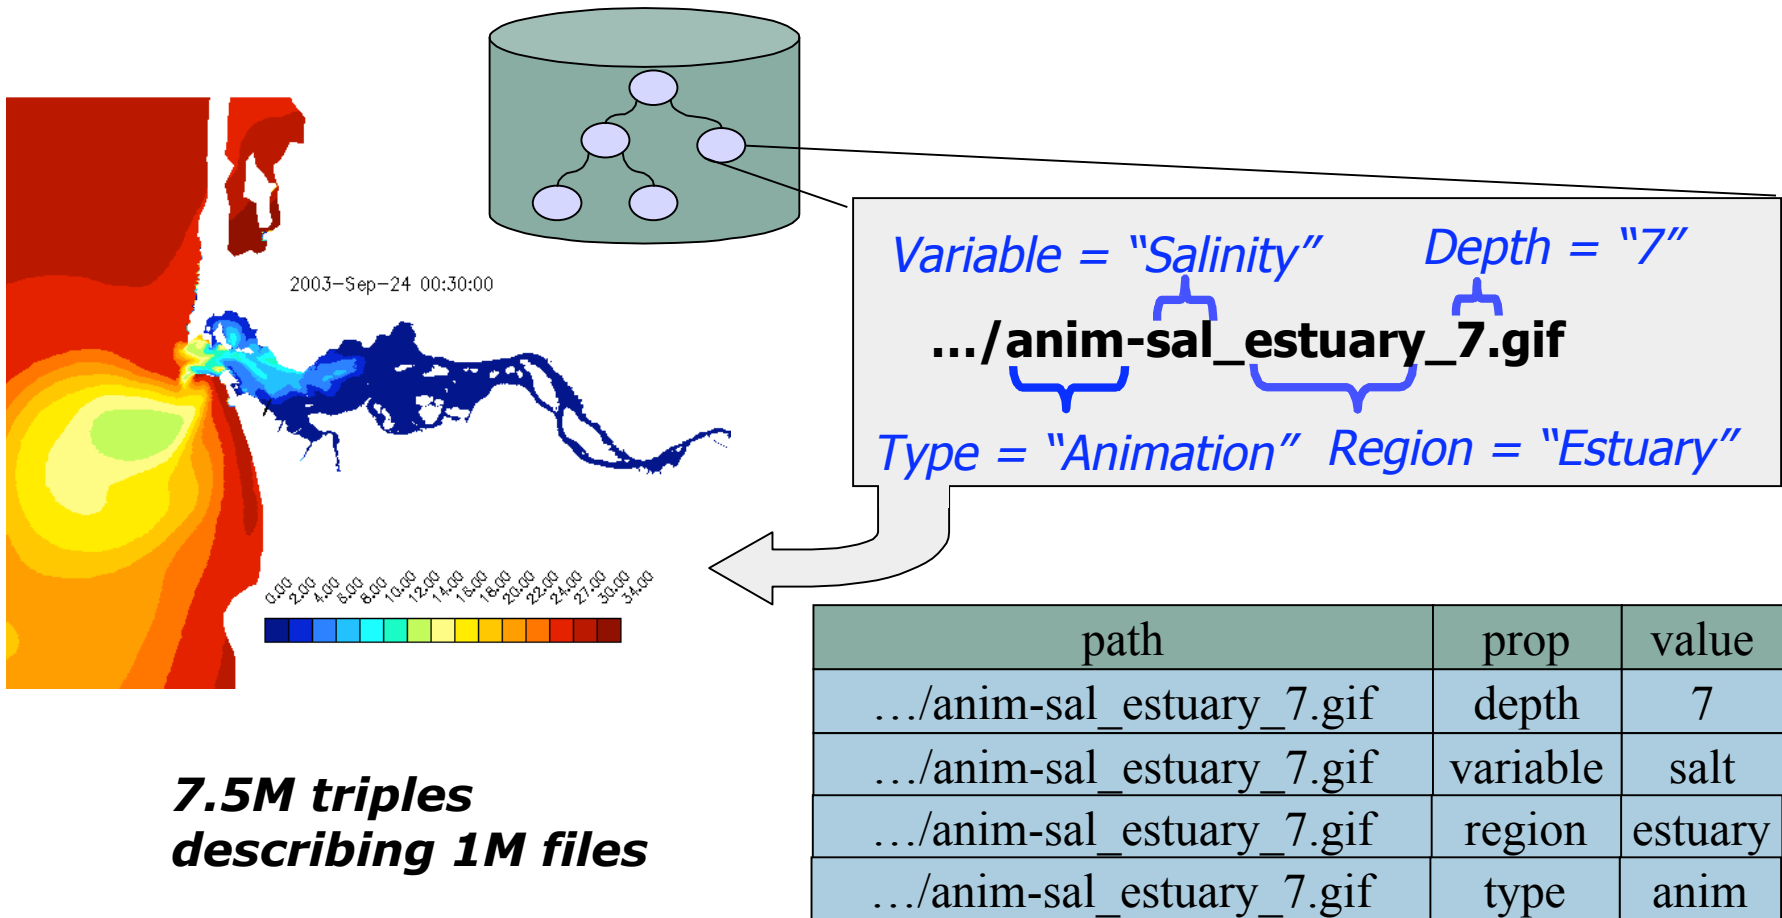 2003-Sep-24 00:30:00
Variable = “Salinity”
Depth = “7”
.../anim-sal_estuary_7.gif
Type = “Animation”
Region = “Estuary”
0.00 2.00 4.00 6.00 8.00 10.00 12.00 14.00 16.00 18.00 20.00 22.00 24.00 27.00 30.00 34.00
path prop value
…/anim-sal_estuary_7.gif depth 7
…/anim-sal_estuary_7.gif variable salt
…/anim-sal_estuary_7.gif region estuary
…/anim-sal_estuary_7.gif type anim
7.5M triples
describing 1M files